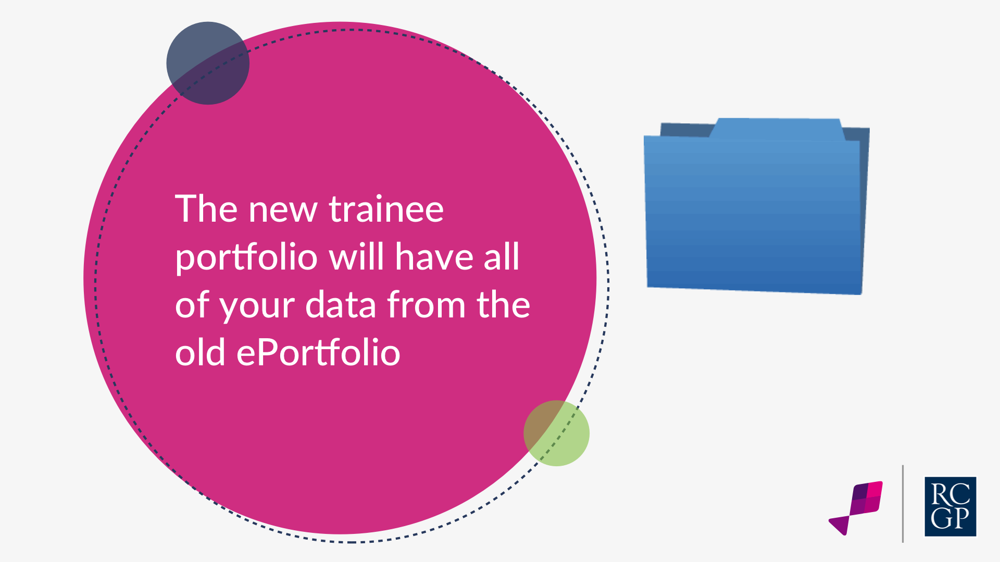 The new trainee
portfolio will have all
of your data from the
old ePortfolio
RC
GP